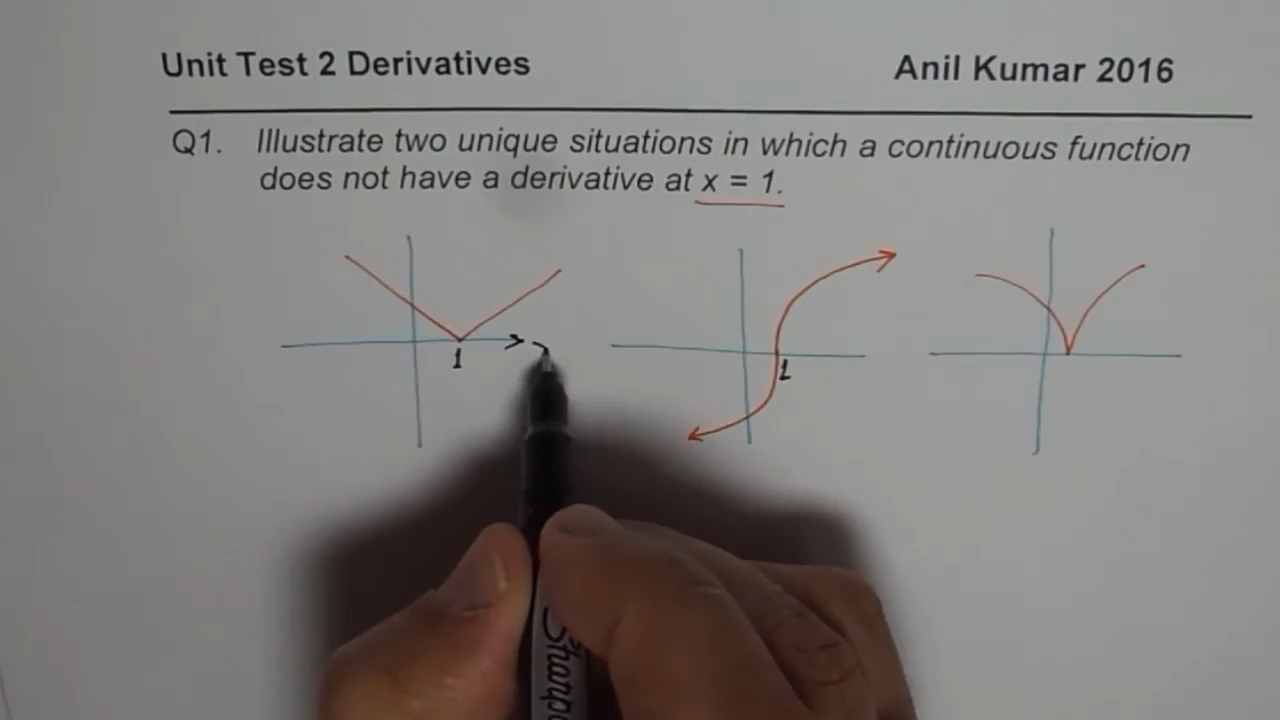 Unit Test 2 Derivatives
Anil Kumar 2016
Q1. Illustrate two unique situations in which a continuous function
does not have a derivative at x = 1.
1
1
Sharp